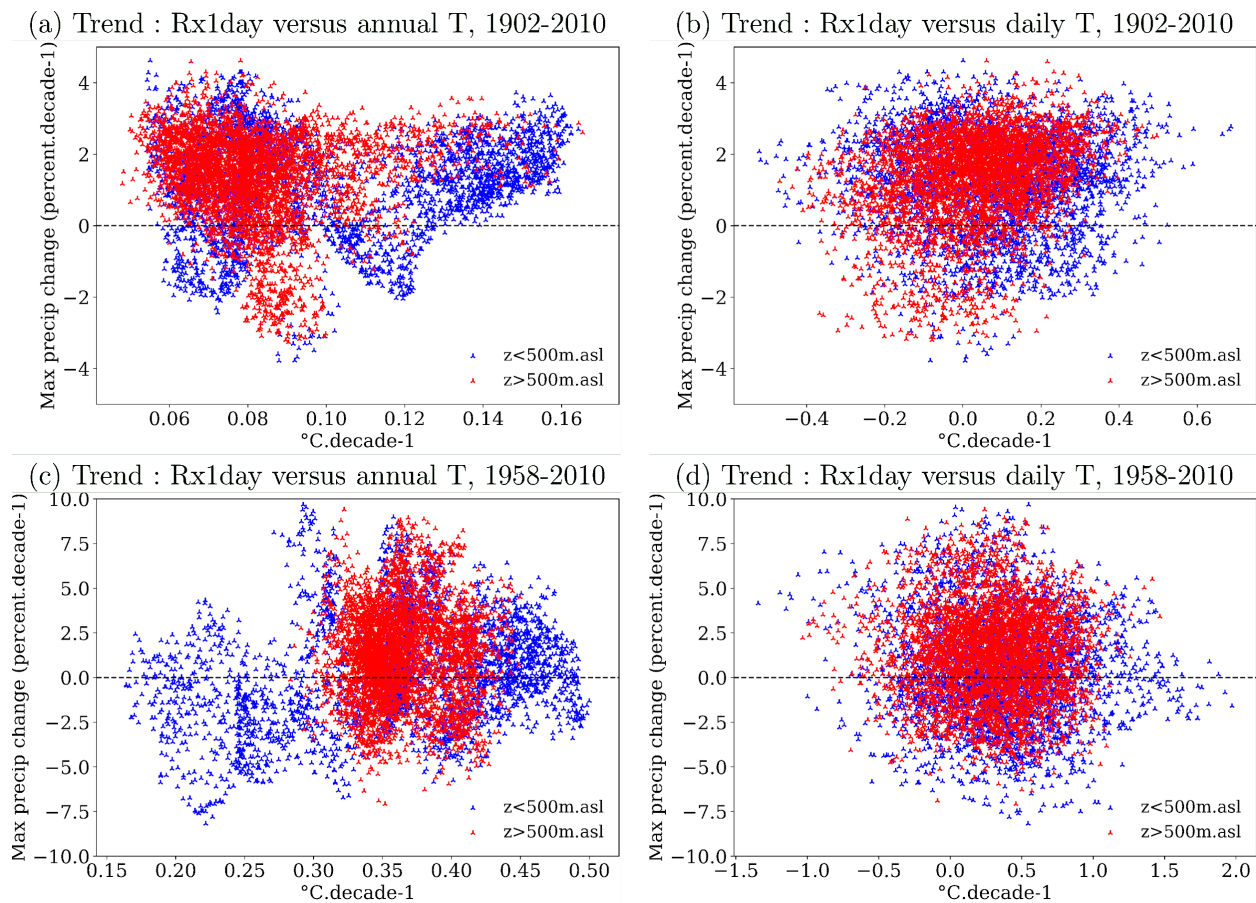 (a) Trend : Rx1day versus annual T, 1902-2010
Max precip change (percent.decade-1)
4
2
0
−2
−4
0.06 0.08 0.10 0.12 0.14 0.16
°C.decade-1
z<500m.asl
z>500m.asl
(b) Trend : Rx1day versus daily T, 1902-2010
Max precip change (percent.decade-1)
4
2
0
−2
−4
−0.4 −0.2 0.0 0.2 0.4 0.6
°C.decade-1
z<500m.asl
z>500m.asl
(c) Trend : Rx1day versus annual T, 1958-2010
Max precip change (percent.decade-1)
10.0
7.5
5.0
2.5
0.0
−2.5
−5.0
−7.5
−10.0
0.15 0.20 0.25 0.30 0.35 0.40 0.45 0.50
°C.decade-1
z<500m.asl
z>500m.asl
(d) Trend : Rx1day versus daily T, 1958-2010
Max precip change (percent.decade-1)
10.0
7.5
5.0
2.5
0.0
−2.5
−5.0
−7.5
−10.0
−1.5 −1.0 −0.5 0.0 0.5 1.0 1.5 2.0
°C.decade-1
z<500m.asl
z>500m.asl